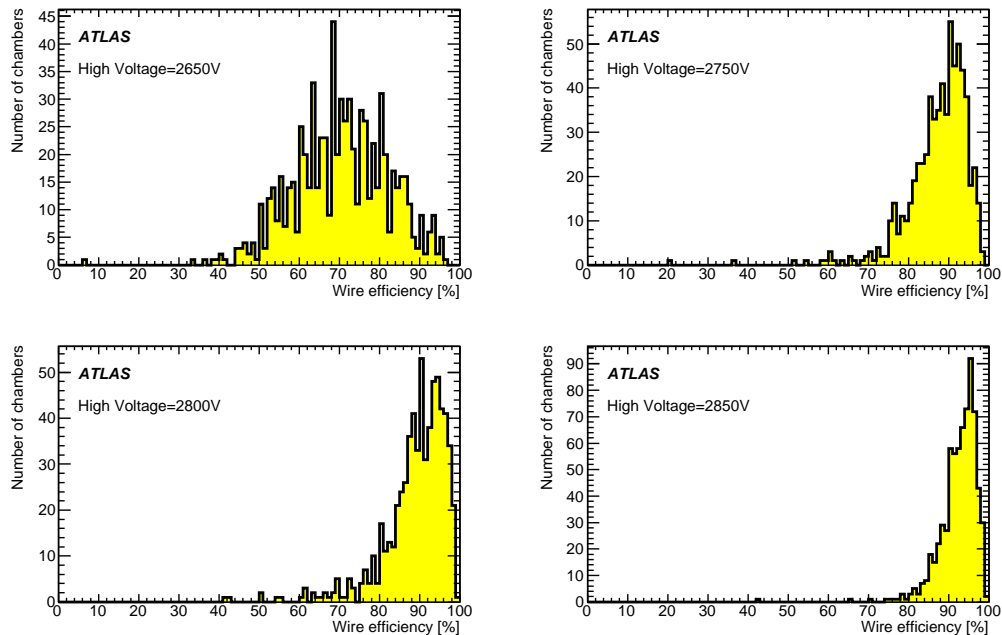 Number of chambers
45
40
35
30
25
20
15
10
5
0
ATLAS
High Voltage=2650V
0 10 20 30 40 50 60 70 80 90 100
Wire efficiency [%]
Number of chambers
50
40
30
20
10
0
ATLAS
High Voltage=2750V
0 10 20 30 40 50 60 70 80 90 100
Wire efficiency [%]
Number of chambers
50
40
30
20
10
0
ATLAS
High Voltage=2800V
0 10 20 30 40 50 60 70 80 90 100
Wire efficiency [%]
Number of chambers
90
80
70
60
50
40
30
20
10
0
ATLAS
High Voltage=2850V
0 10 20 30 40 50 60 70 80 90 100
Wire efficiency [%]